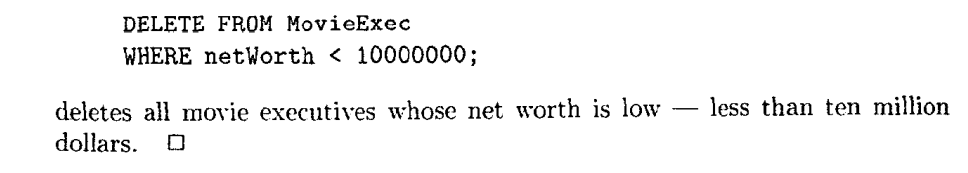 DELETE FROM MovieExec
WHERE netWorth < 10000000;
deletes all movie executives whose net worth is low — less than ten million
dollars. □